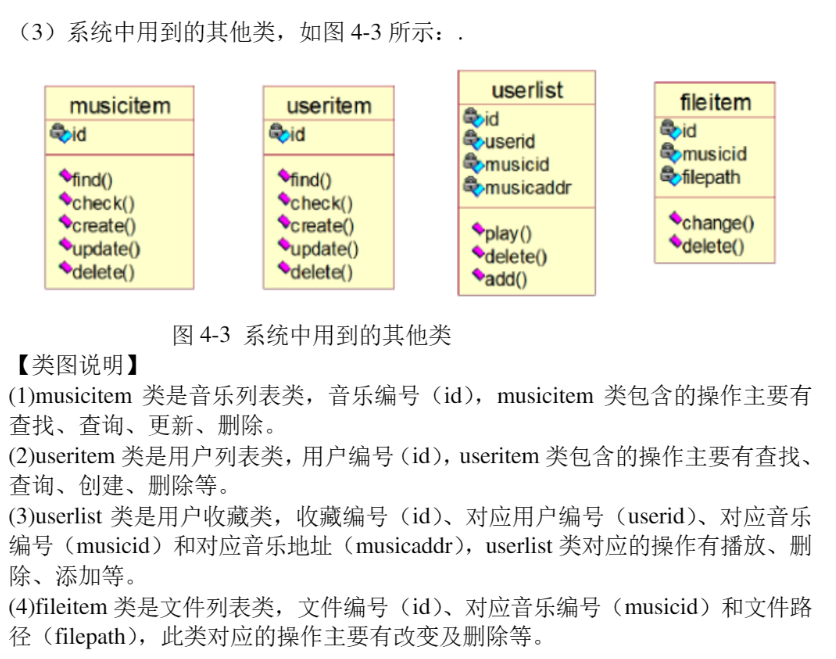 （3）系统中用到的其他类，如图 4-3 所示：.
musicitem
id
find()
check()
create()
update()
delete()
useritem
id
find()
check()
create()
update()
delete()
userlist
id
userid
musicid
musicaddr
play()
delete()
add()
fileitem
id
musicid
filepath
change()
delete()
图 4-3 系统中用到的其他类
【类图说明】
(1)musicitem 类是音乐列表类，音乐编号（id），musicitem 类包含的操作主要有
查找、查询、更新、删除。
(2)useritem 类是用户列表类，用户编号（id），useritem 类包含的操作主要有查找、
查询、创建、删除等。
(3)userlist 类是用户收藏类，收藏编号（id）、对应用户编号（userid）、对应音乐
编号（musicid）和对应音乐地址（musicaddr），userlist 类对应的操作有播放、删
除、添加等。
(4)fileitem 类是文件列表类，文件编号（id）、对应音乐编号（musicid）和文件路
径（filepath），此类对应的操作主要有改变及删除等。